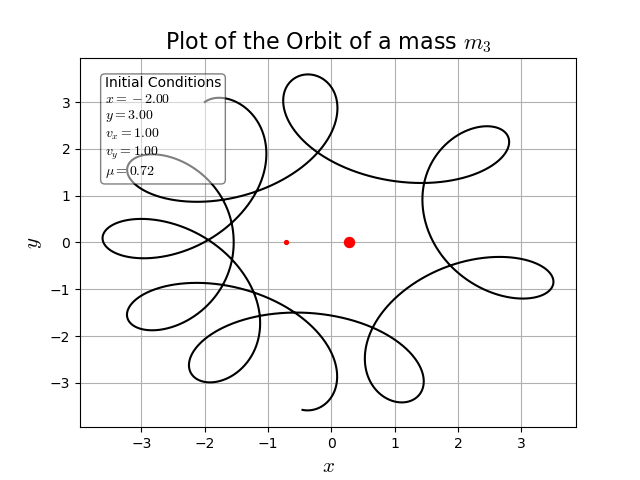 Plot of the Orbit of a mass m₃
Initial Conditions
x = −2.00
y = 3.00
vₓ = 1.00
v_y = 1.00
μ = 0.72
3
2
1
0
−1
−2
−3
y
−3 −2 −1 0 1 2 3
x